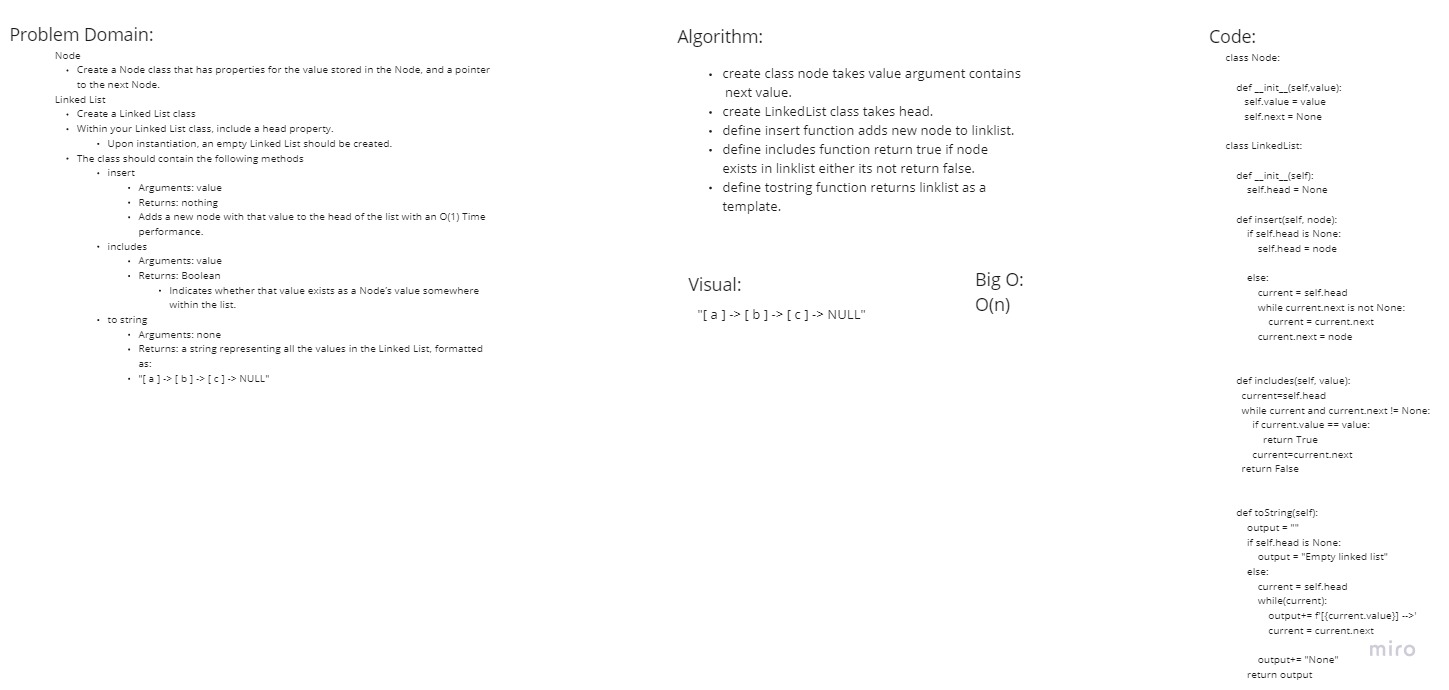 Problem Domain:
Node
• Create a Node class that has properties for the value stored in the Node, and a pointer
to the next Node.
Linked List
• Create a Linked List class
• Within your Linked List class, include a head property.
• Upon instantiation, an empty Linked List should be created.
• The class should contain the following methods
• insert
• Arguments: value
• Returns: nothing
• Adds a new node with that value to the head of the list with an O(1) Time
performance.
• includes
• Arguments: value
• Returns: Boolean
• Indicates whether that value exists as a Node's value somewhere
within the list.
• to string
• Arguments: none
• Returns: a string representing all the values in the Linked List, formatted
as:
• "[ a ] -> [ b ] -> [ c ] -> NULL"
Algorithm:
• create class node takes value argument contains
next value.
• create LinkedList class takes head.
• define insert function adds new node to linklist.
• define includes function return true if node
exists in linklist either its not return false.
• define tostring function returns linklist as a
template.
Visual:
"[ a ] -> [ b ] -> [ c ] -> NULL"
Big O:
O(n)
Code:
class Node:
def __init__(self,value):
self.value = value
self.next = None
class LinkedList:
def __init__(self):
self.head = None
def insert(self, node):
if self.head is None:
self.head = node
else:
current = self.head
while current.next is not None:
current = current.next
current.next = node
def includes(self, value):
current=self.head
while current and current.next != None:
if current.value == value:
return True
current=current.next
return False
def toString(self):
output = ""
if self.head is None:
output = "Empty linked list"
else:
current = self.head
while(current):
output+= f'[{current.value}] -->'
current = current.next
output+= "None"
return output
miro